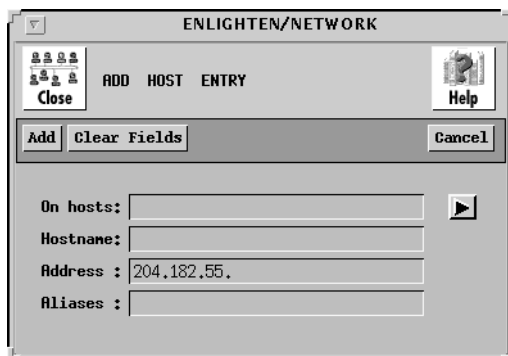 ENLIGHTEN/NETWORK
Close
ADD HOST ENTRY
Help
Add
Clear Fields
Cancel
On hosts:
Hostname:
Address : 204.182.55.
Aliases :